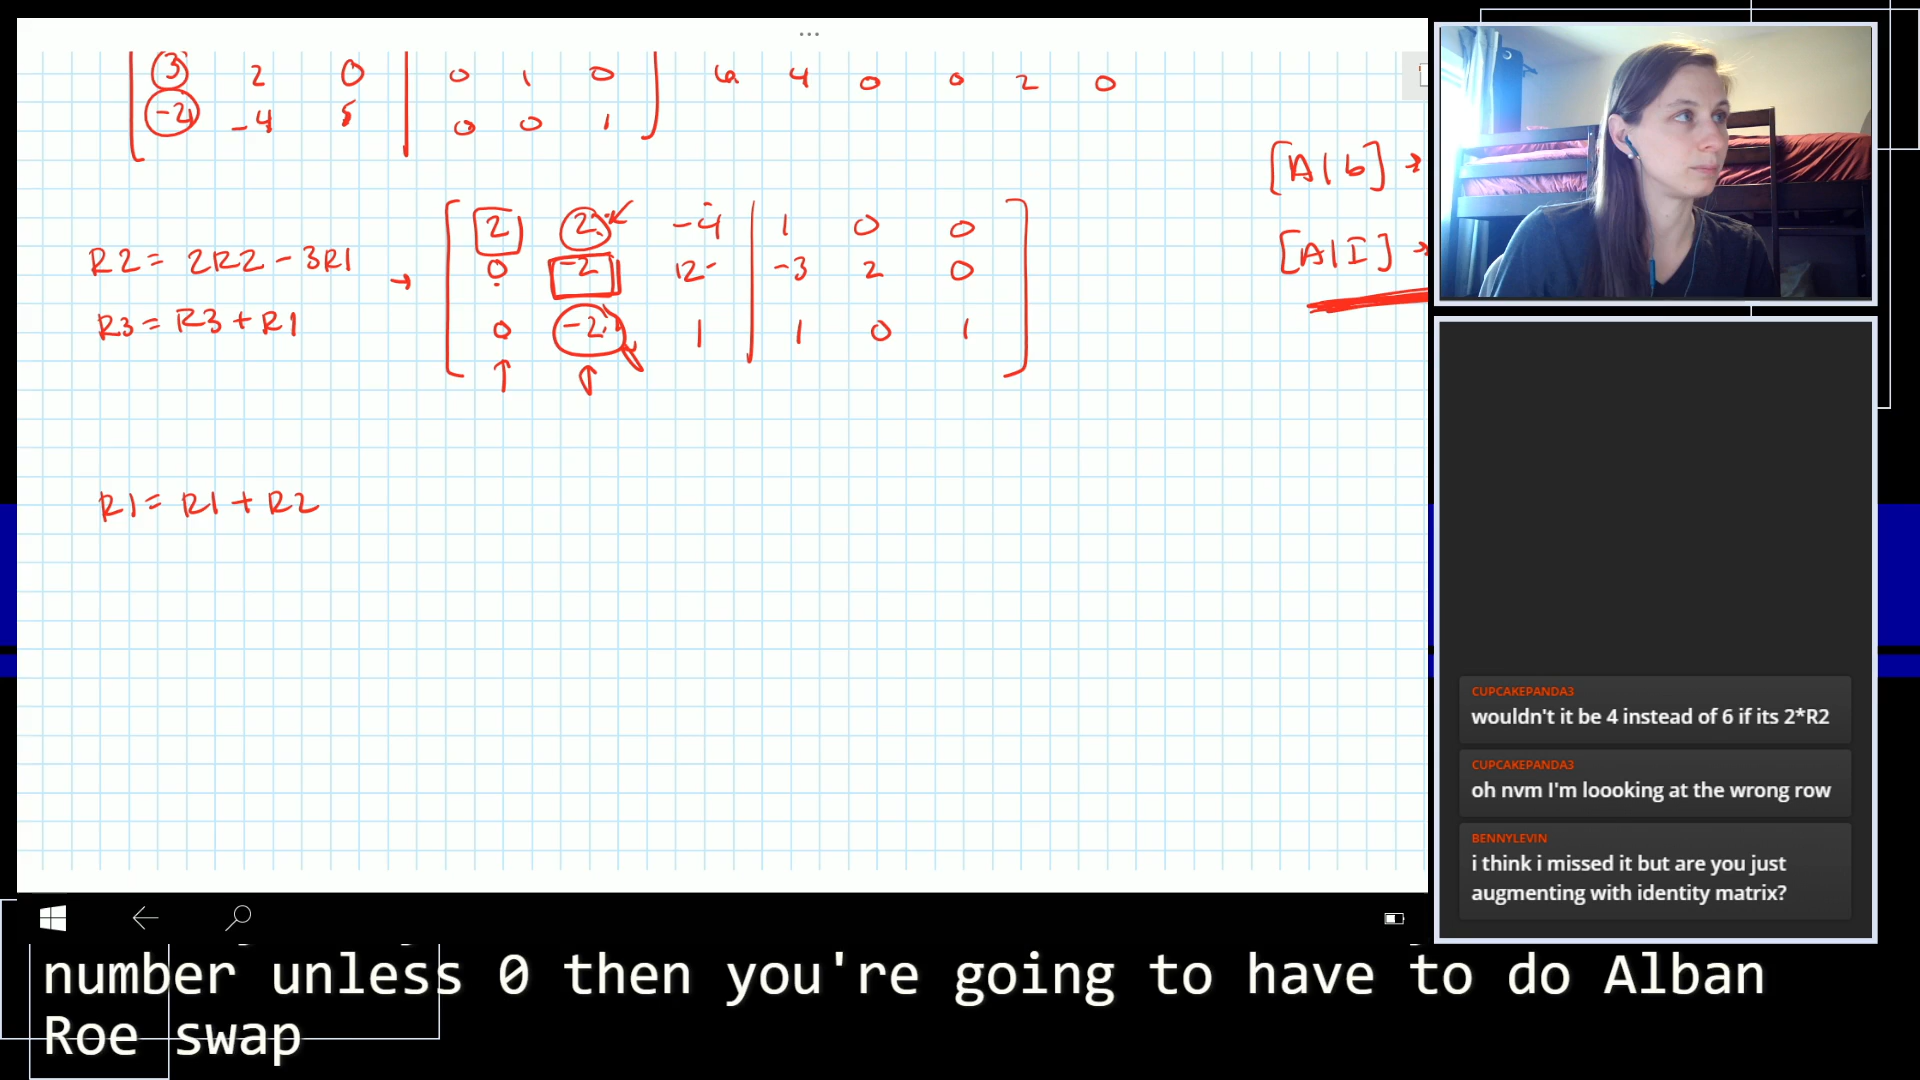 ...
3 2 0 | 0 1 0 6 4 0 0 2 0
-2 -4 5 | 0 0 1
[A|b] →
2 2 -4 | 1 0 0
R2 = 2R2 - 3R1 → 0 -2 12 | -3 2 0
[A|I] →
R3 = R3 + R1 0 -2 1 | 1 0 1
R1 = R1 + R2
CUPCAKEPANDA3
wouldn't it be 4 instead of 6 if its 2*R2
CUPCAKEPANDA3
oh nvm I'm loooking at the wrong row
BENNYLEVIN
i think i missed it but are you just
augmenting with identity matrix?
number unless 0 then you're going to have to do Alban
Roe swap